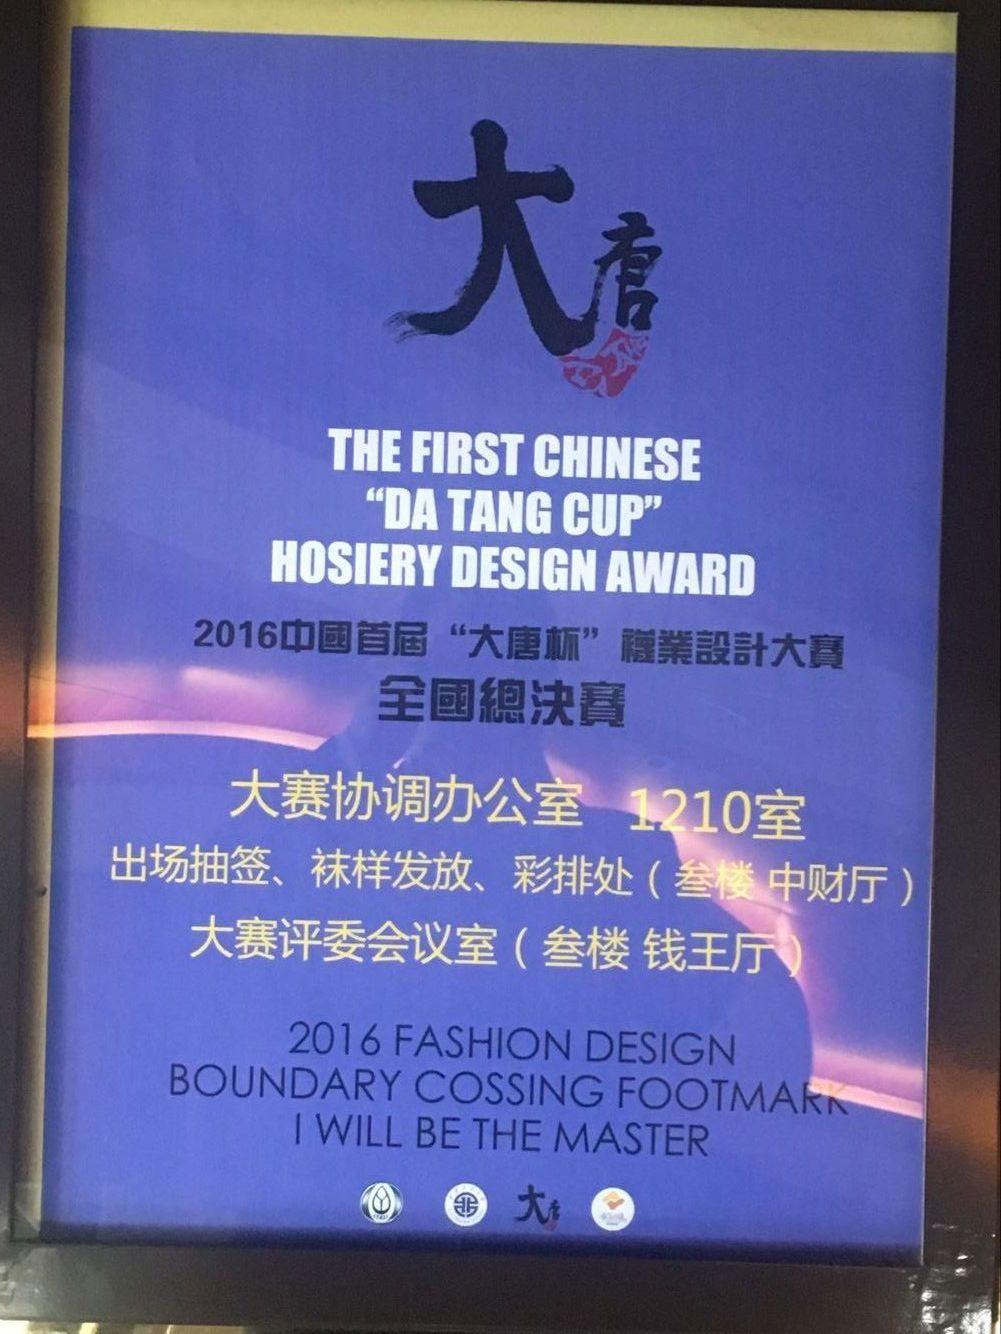 大唐
THE FIRST CHINESE
“DA TANG CUP”
HOSIERY DESIGN AWARD
2016中國首届“大唐杯”襪業設計大賽
全國總決賽
大赛协调办公室 1210室
出场抽签、袜样发放、彩排处（叁楼 中财厅）
大赛评委会议室（叁楼 钱王厅）
2016 FASHION DESIGN
BOUNDARY COSSING FOOTMARK
I WILL BE THE MASTER
大唐